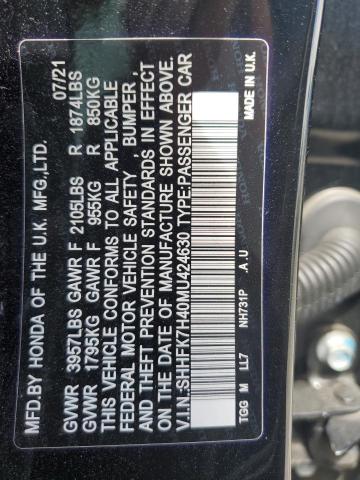 MFD.BY HONDA OF THE U.K. MFG.,LTD. 07/21
GVWR 3957LBS GAWR F 2105LBS R 1874LBS
GVWR 1795KG GAWR F 955KG R 850KG
THIS VEHICLE CONFORMS TO ALL APPLICABLE
FEDERAL MOTOR VEHICLE SAFETY , BUMPER ,
AND THEFT PREVENTION STANDARDS IN EFFECT
ON THE DATE OF MANUFACTURE SHOWN ABOVE.
V.I.N:SHHFK7H40MU424630 TYPE:PASSENGER CAR
TGG M LL7 NH731P A U MADE IN U.K.